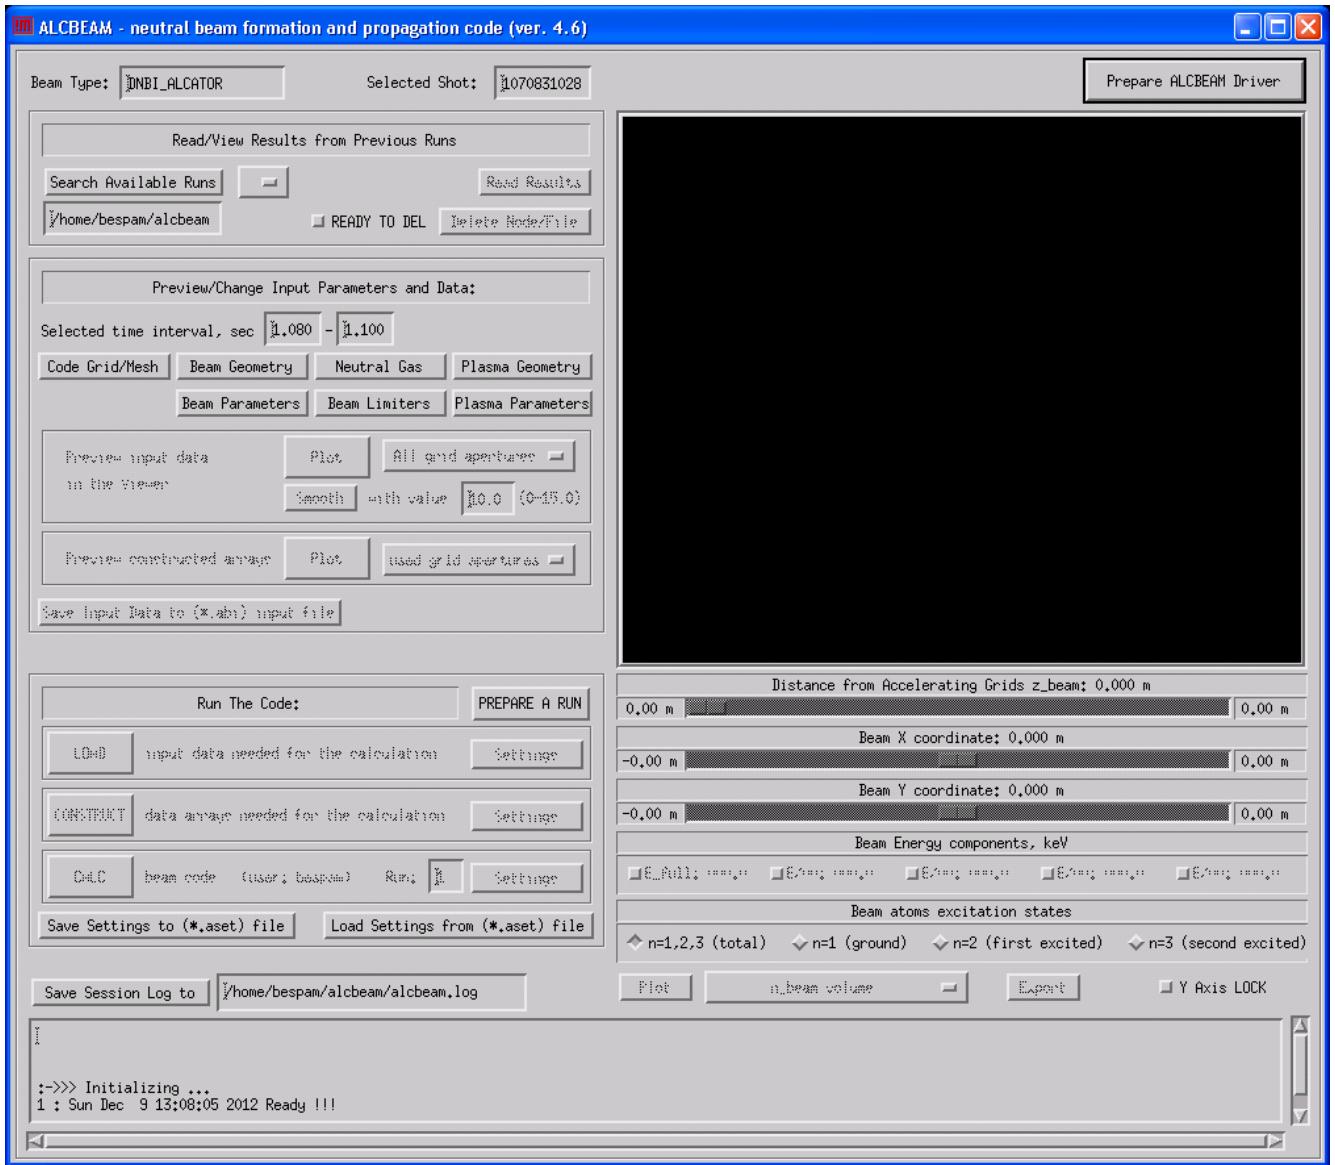 ALCBEAM - neutral beam formation and propagation code (ver. 4.6)
Beam Type: DNBI_ALCATOR Selected Shot: 1070831028
Prepare ALCBEAM Driver
Read/View Results from Previous Runs
Search Available Runs Read Results
/home/bespam/alcbeam READY TO DEL Delete Node/File
Preview/Change Input Parameters and Data:
Selected time interval, sec 1.080 - 1.100
Code Grid/Mesh Beam Geometry Neutral Gas Plasma Geometry
Beam Parameters Beam Limiters Plasma Parameters
Preview input data Plot All grid apertures
in the Viewer
Smooth with value 10.0 (0-15.0)
Preview constructed arrays Plot used grid apertures
Save Input Data to (*.abi) input file
Run The Code: PREPARE A RUN
LOAD input data needed for the calculation Settings
CONSTRUCT data arrays needed for the calculation Settings
CALC beam code (user: bespam) Run: 1 Settings
Save Settings to (*.aset) file Load Settings from (*.aset) file
Distance from Accelerating Grids z_beam: 0.000 m
0.00 m 0.00 m
Beam X coordinate: 0.000 m
-0.00 m 0.00 m
Beam Y coordinate: 0.000 m
-0.00 m 0.00 m
Beam Energy components, keV
E_full:
Beam atoms excitation states
n=1,2,3 (total) n=1 (ground) n=2 (first excited) n=3 (second excited)
Plot n_beam volume Export Y Axis LOCK
Save Session Log to /home/bespam/alcbeam/alcbeam.log
:->>> Initializing ...
1 : Sun Dec 9 13:08:05 2012 Ready !!!